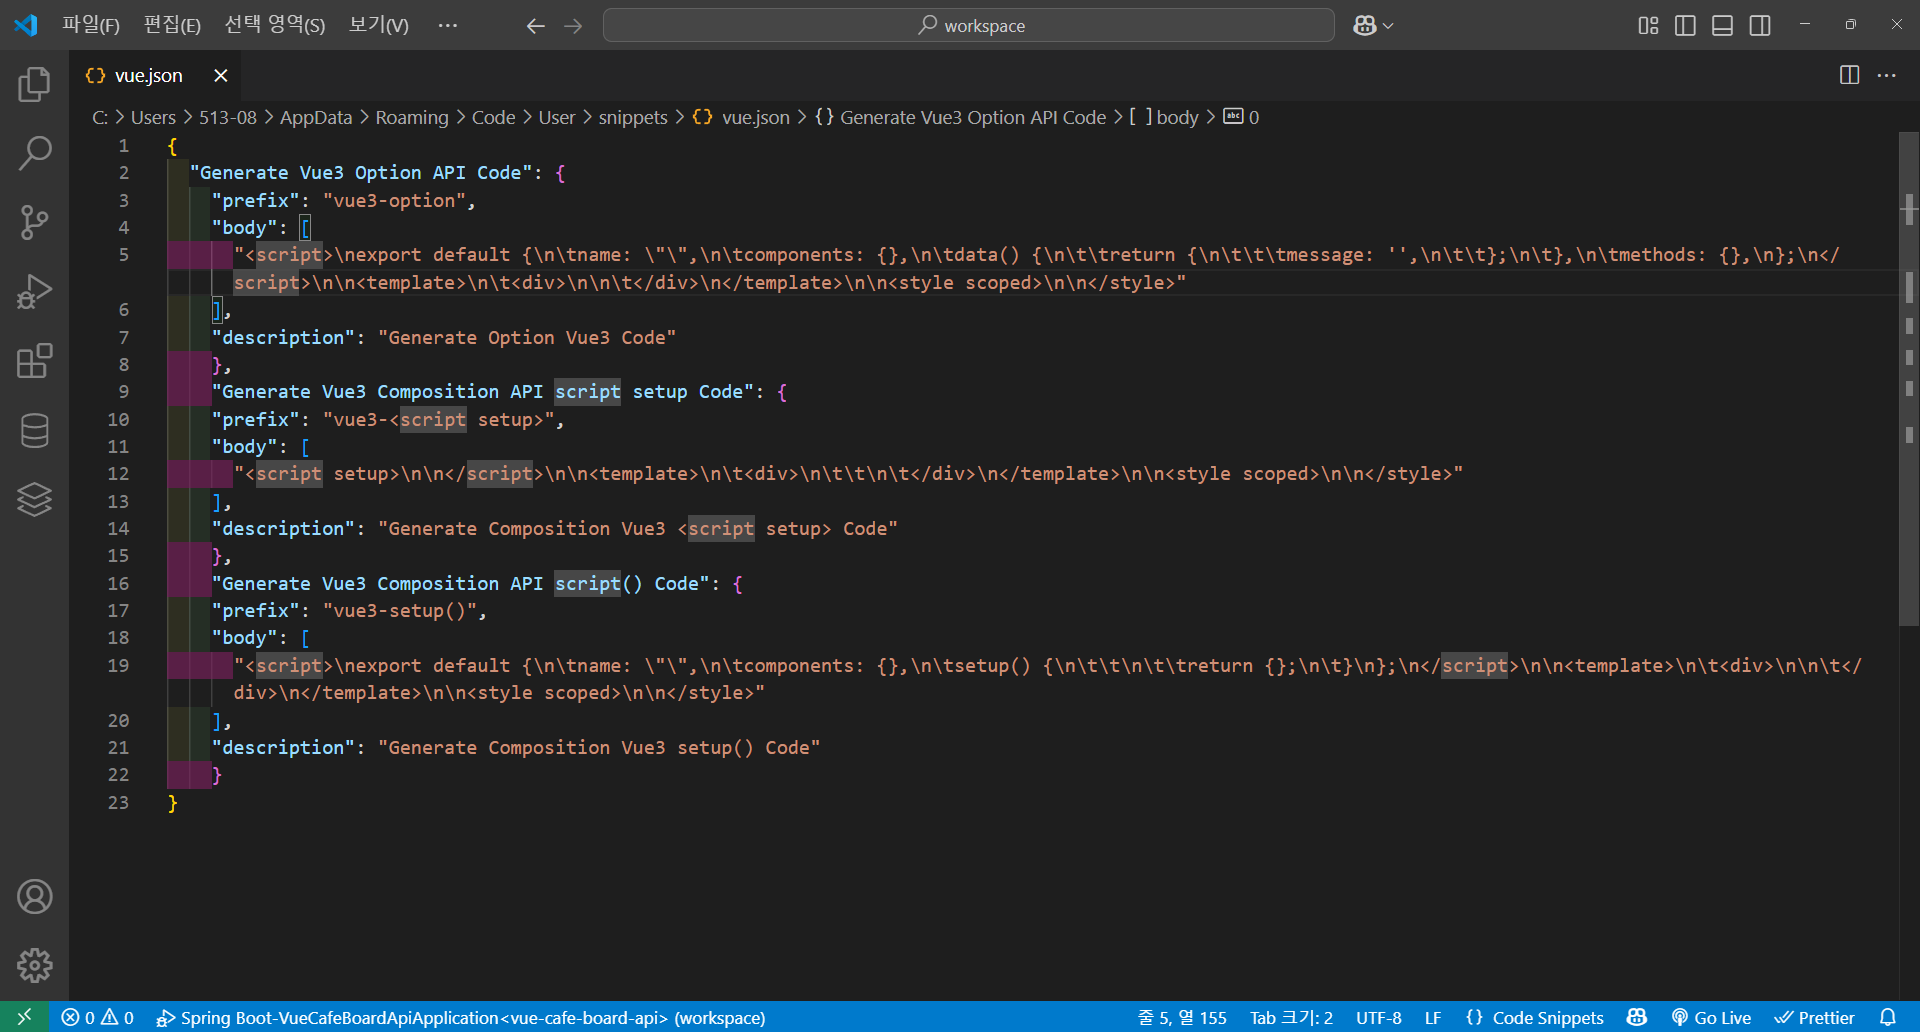 파일(F) 편집(E) 선택 영역(S) 보기(V) ··· workspace
vue.json
C: > Users > 513-08 > AppData > Roaming > Code > User > snippets > {} vue.json > {} Generate Vue3 Option API Code > [ ] body > abc 0
1 {
2 "Generate Vue3 Option API Code": {
3 "prefix": "vue3-option",
4 "body": [
5 "<script>\nexport default {\n\tname: \"\",\n\tcomponents: {},\n\tdata() {\n\t\treturn {\n\t\t\tmessage: '',\n\t\t};\n\t},\n\tmethods: {},\n};\n</
script>\n\n<template>\n\t<div>\n\n\t</div>\n</template>\n\n<style scoped>\n\n</style>"
6 ],
7 "description": "Generate Option Vue3 Code"
8 },
9 "Generate Vue3 Composition API script setup Code": {
10 "prefix": "vue3-<script setup>",
11 "body": [
12 "<script setup>\n\n</script>\n\n<template>\n\t<div>\n\t\t\n\t</div>\n</template>\n\n<style scoped>\n\n</style>"
13 ],
14 "description": "Generate Composition Vue3 <script setup> Code"
15 },
16 "Generate Vue3 Composition API script() Code": {
17 "prefix": "vue3-setup()",
18 "body": [
19 "<script>\nexport default {\n\tname: \"\",\n\tcomponents: {},\n\tsetup() {\n\t\t\n\t\treturn {};\n\t}\n};\n</script>\n\n<template>\n\t<div>\n\n\t</
div>\n</template>\n\n<style scoped>\n\n</style>"
20 ],
21 "description": "Generate Composition Vue3 setup() Code"
22 }
23 }
0 0 Spring Boot-VueCafeBoardApiApplication<vue-cafe-board-api> (workspace) 줄 5, 열 155 Tab 크기: 2 UTF-8 LF {} Code Snippets Go Live Prettier